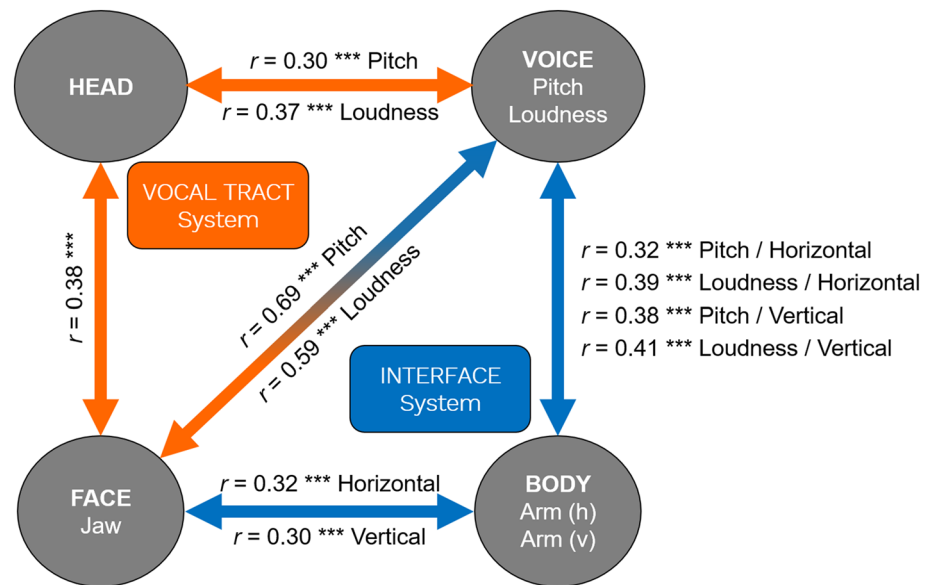 HEAD
r = 0.30 *** Pitch
r = 0.37 *** Loudness
VOICE
Pitch
Loudness
VOCAL TRACT
System
r = 0.38 ***
r = 0.69 *** Pitch
r = 0.59 *** Loudness
r = 0.32 *** Pitch / Horizontal
r = 0.39 *** Loudness / Horizontal
r = 0.38 *** Pitch / Vertical
r = 0.41 *** Loudness / Vertical
INTERFACE
System
FACE
Jaw
r = 0.32 *** Horizontal
r = 0.30 *** Vertical
BODY
Arm (h)
Arm (v)